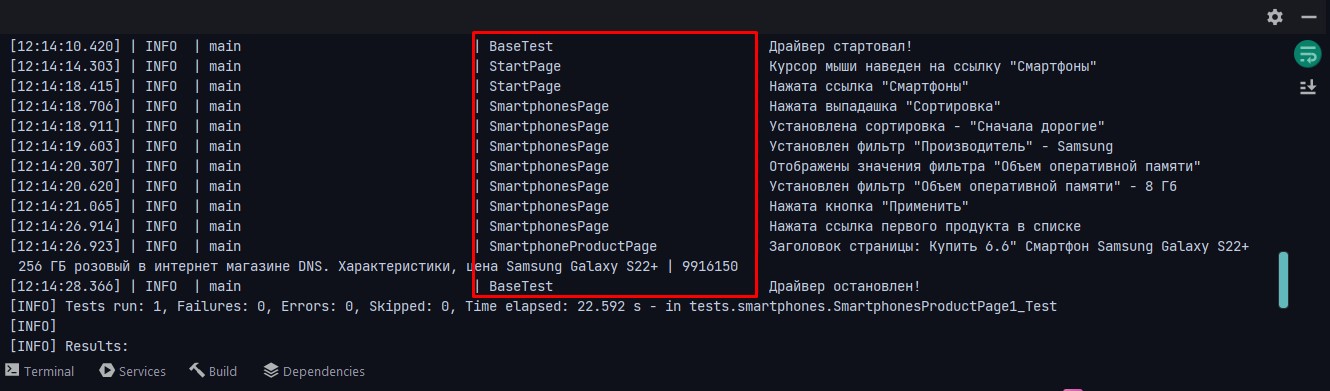 [12:14:10.420] | INFO | main | BaseTest Драйвер стартовал!
[12:14:14.303] | INFO | main | StartPage Курсор мыши наведен на ссылку "Смартфоны"
[12:14:18.415] | INFO | main | StartPage Нажата ссылка "Смартфоны"
[12:14:18.706] | INFO | main | SmartphonesPage Нажата выпадашка "Сортировка"
[12:14:18.911] | INFO | main | SmartphonesPage Установлена сортировка - "Сначала дорогие"
[12:14:19.603] | INFO | main | SmartphonesPage Установлен фильтр "Производитель" - Samsung
[12:14:20.307] | INFO | main | SmartphonesPage Отображены значения фильтра "Объем оперативной памяти"
[12:14:20.620] | INFO | main | SmartphonesPage Установлен фильтр "Объем оперативной памяти" - 8 Гб
[12:14:21.065] | INFO | main | SmartphonesPage Нажата кнопка "Применить"
[12:14:26.914] | INFO | main | SmartphonesPage Нажата ссылка первого продукта в списке
[12:14:26.923] | INFO | main | SmartphoneProductPage Заголовок страницы: Купить 6.6" Смартфон Samsung Galaxy S22+
256 ГБ розовый в интернет магазине DNS. Характеристики, цена Samsung Galaxy S22+ | 9916150
[12:14:28.366] | INFO | main | BaseTest Драйвер остановлен!
[INFO] Tests run: 1, Failures: 0, Errors: 0, Skipped: 0, Time elapsed: 22.592 s - in tests.smartphones.SmartphonesProductPage1_Test
[INFO]
[INFO] Results:
Terminal Services Build Dependencies